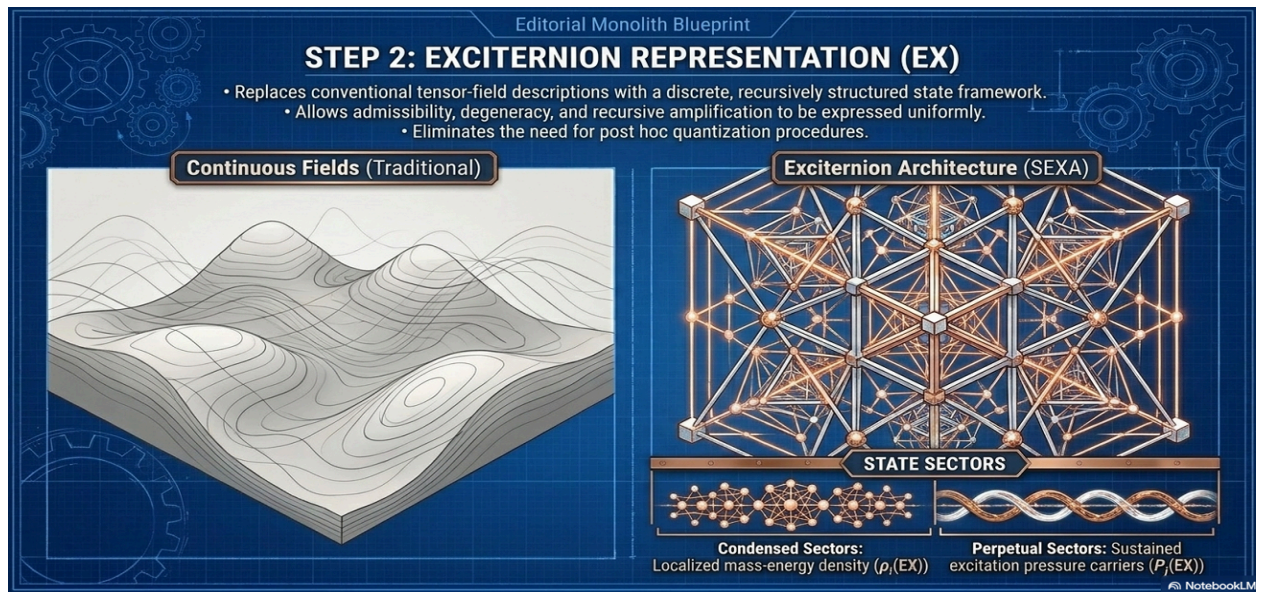 Editorial Monolith Blueprint
STEP 2: EXCITERNION REPRESENTATION (EX)
• Replaces conventional tensor-field descriptions with a discrete, recursively structured state framework.
• Allows admissibility, degeneracy, and recursive amplification to be expressed uniformly.
• Eliminates the need for post hoc quantization procedures.
Continuous Fields (Traditional)
Exciternion Architecture (SEXA)
STATE SECTORS
Condensed Sectors:
Localized mass-energy density (ρᵢ(EX))
Perpetual Sectors: Sustained
excitation pressure carriers (Pⱼ(EX))
NotebookLM